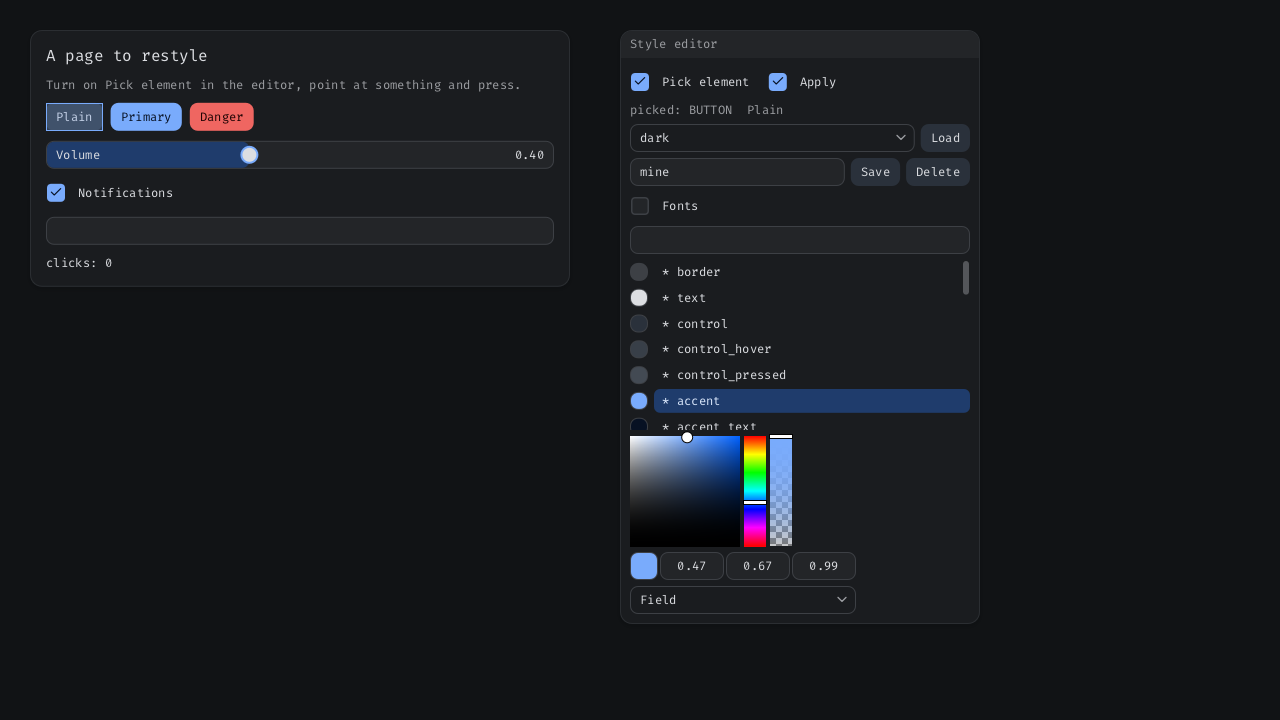 A page to restyle
Turn on Pick element in the editor, point at something and press.
Plain Primary Danger
Volume 0.40
Notifications
clicks: 0
Style editor
Pick element Apply
picked: BUTTON Plain
dark Load
mine Save Delete
Fonts
* border
* text
* control
* control_hover
* control_pressed
* accent
* accent_text
0.47 0.67 0.99
Field